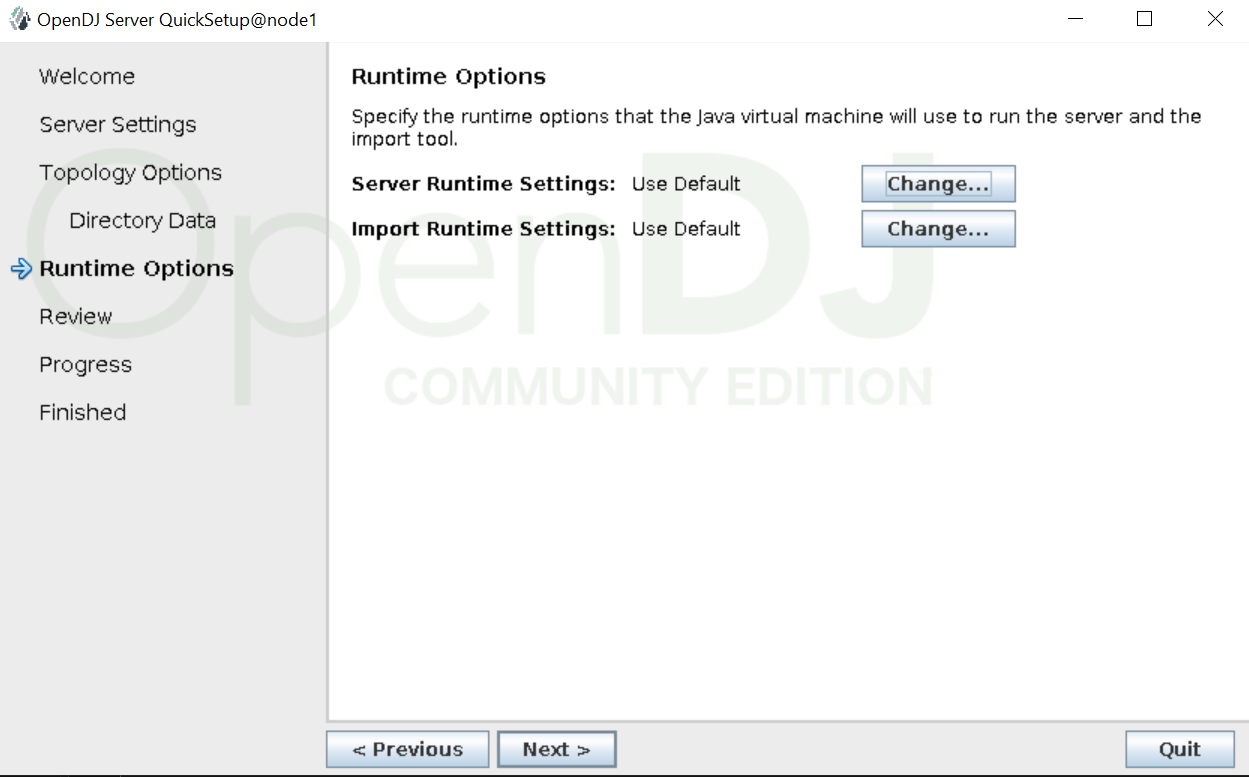 OpenDJ Server QuickSetup@node1
Welcome
Server Settings
Topology Options
Directory Data
Runtime Options
Review
Progress
Finished
Runtime Options
Specify the runtime options that the Java virtual machine will use to run the server and the
import tool.
Server Runtime Settings: Use Default Change...
Import Runtime Settings: Use Default Change...
OpenDJ
COMMUNITY EDITION
< Previous Next > Quit